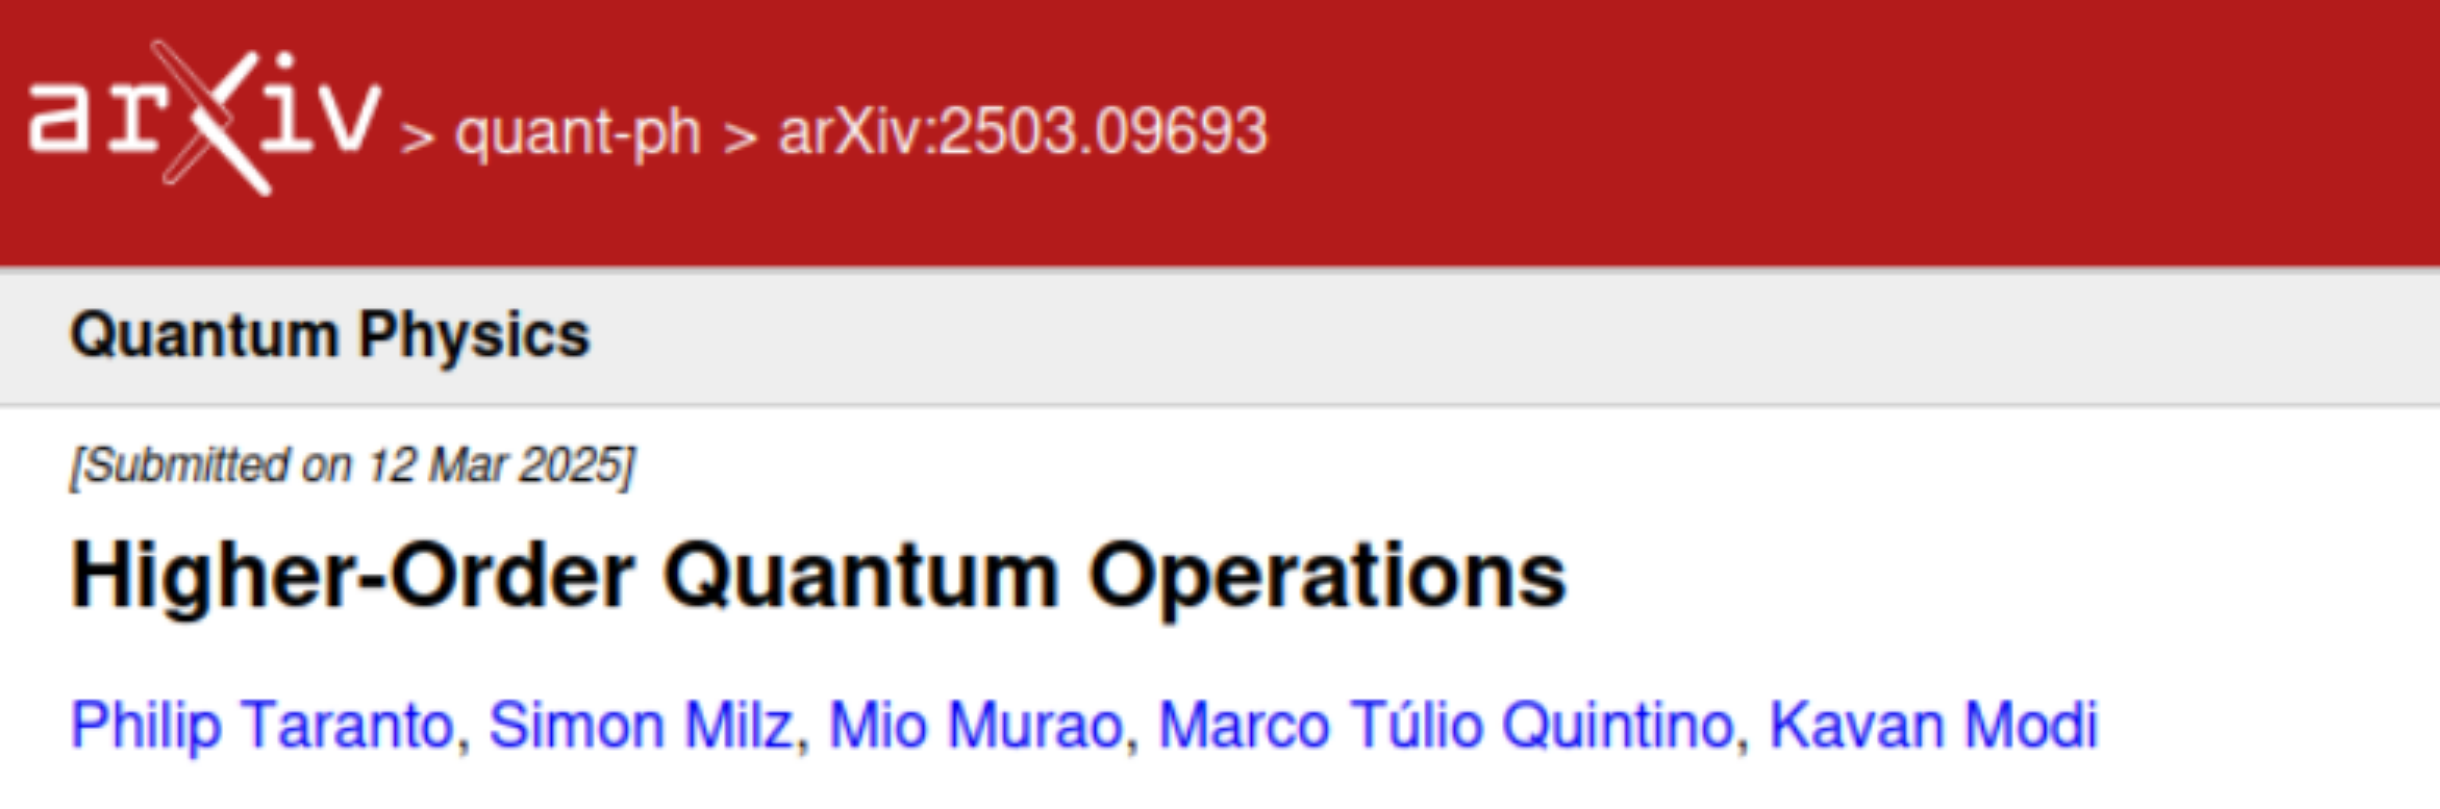 arXiv > quant-ph > arXiv:2503.09693
Quantum Physics
[Submitted on 12 Mar 2025]
Higher-Order Quantum Operations
Philip Taranto, Simon Milz, Mio Murao, Marco Túlio Quintino, Kavan Modi